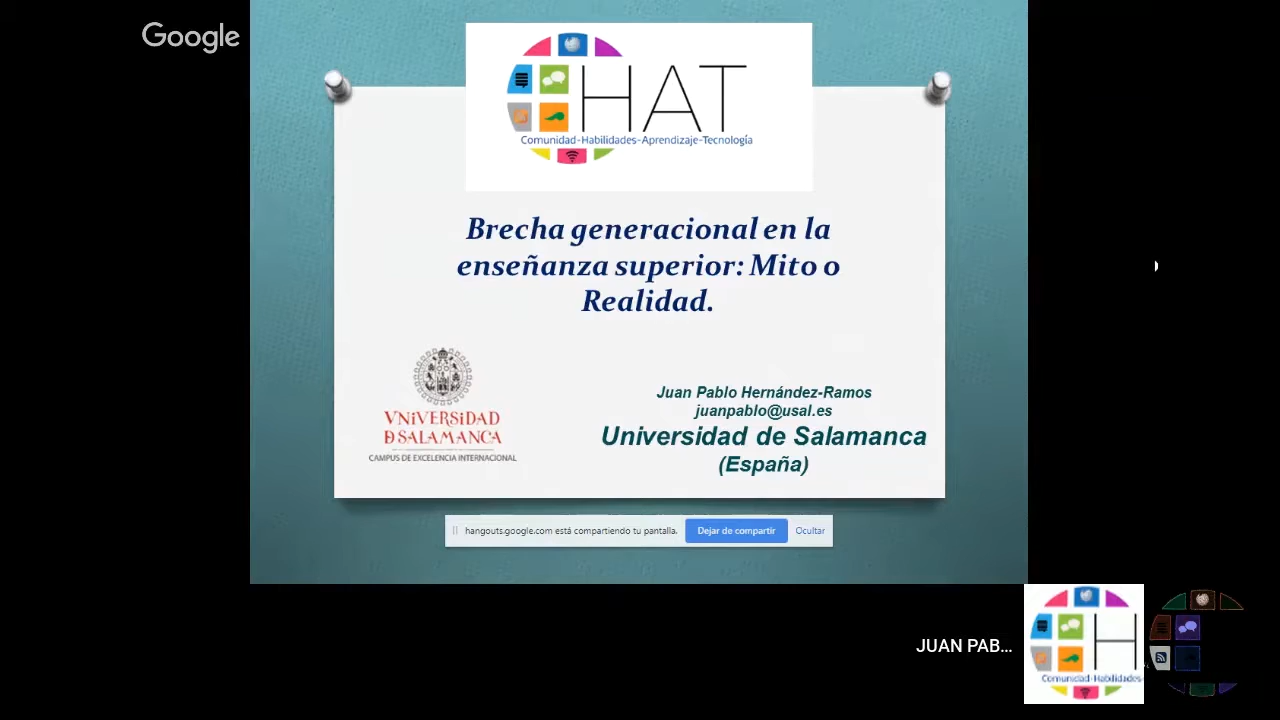 Google
HAT
Comunidad-Habilidades-Aprendizaje-Tecnología
Brecha generacional en la
enseñanza superior: Mito o
Realidad.
VNiVERSiDAD
D SALAMANCA
CAMPUS DE EXCELENCIA INTERNACIONAL
Juan Pablo Hernández-Ramos
juanpablo@usal.es
Universidad de Salamanca
(España)
hangouts.google.com está compartiendo tu pantalla.
Dejar de compartir
Ocultar
JUAN PAB...
H
Comunidad-Habilidades-